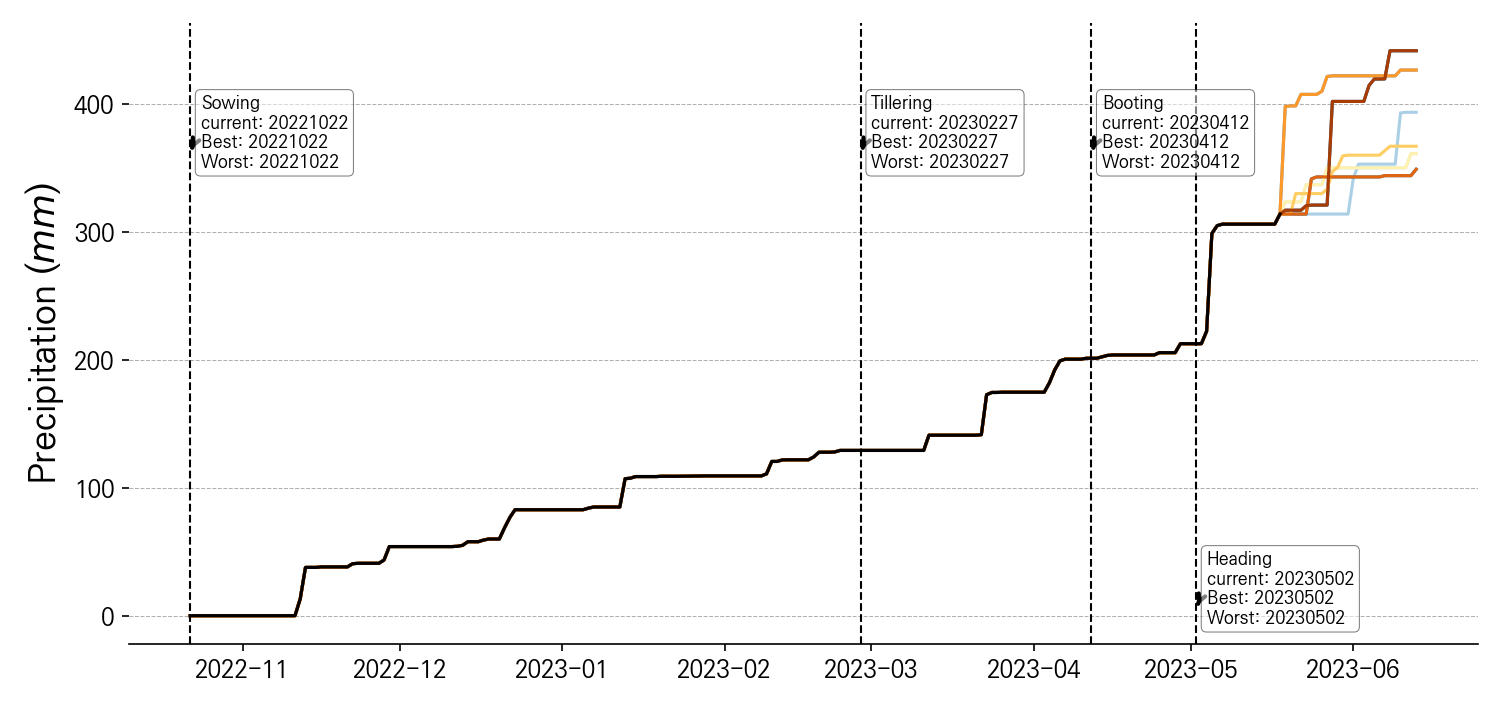 Precipitation (mm)
400
300
200
100
0
Sowing
current: 20221022
Best: 20221022
Worst: 20221022
Tillering
current: 20230227
Best: 20230227
Worst: 20230227
Booting
current: 20230412
Best: 20230412
Worst: 20230412
Heading
current: 20230502
Best: 20230502
Worst: 20230502
2022−11
2022−12
2023−01
2023−02
2023−03
2023−04
2023−05
2023−06